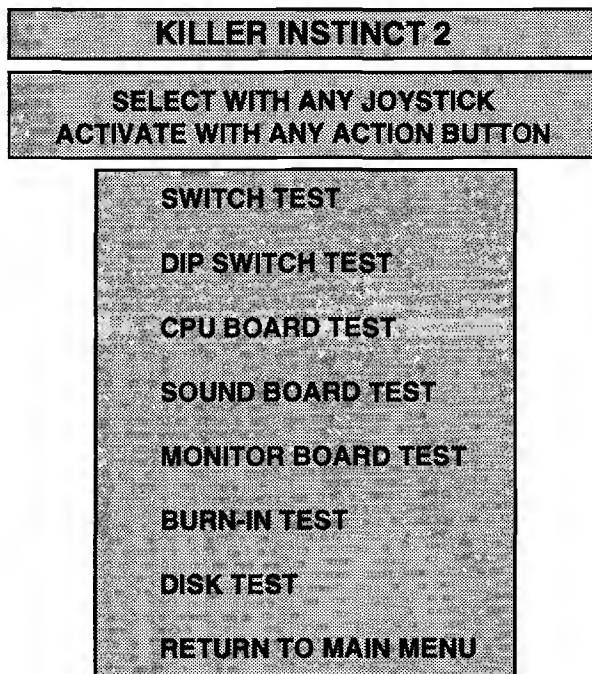 KILLER INSTINCT 2
SELECT WITH ANY JOYSTICK
ACTIVATE WITH ANY ACTION BUTTON
SWITCH TEST
DIP SWITCH TEST
CPU BOARD TEST
SOUND BOARD TEST
MONITOR BOARD TEST
BURN-IN TEST
DISK TEST
RETURN TO MAIN MENU